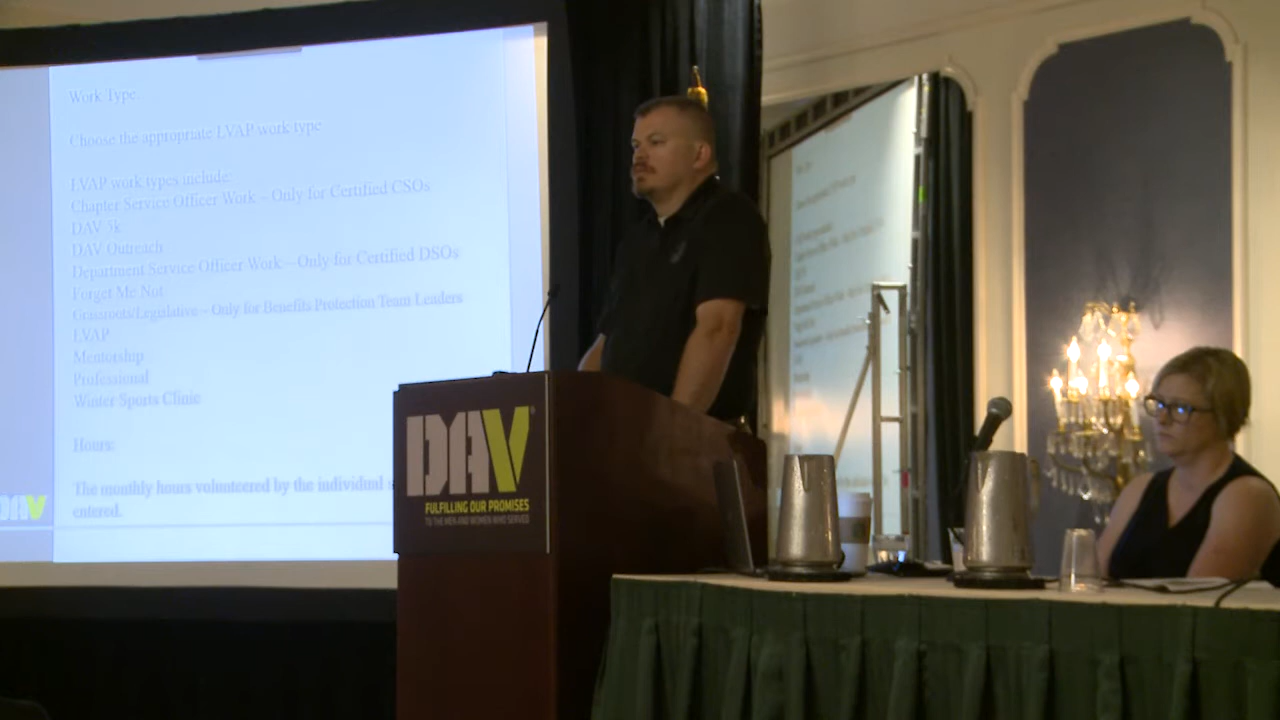 Work Type.
Choose the appropriate LVAP work type
LVAP work types include:
Chapter Service Officer Work – Only for Certified CSOs
DAV 5k
DAV Outreach
Department Service Officer Work – Only for Certified DSOs
Forget Me Not
Grassroots/Legislative – Only for Benefits Protection Team Leaders
LVAP
Mentorship
Professional
Winter Sports Clinic
Hours:
The monthly hours volunteered by the individual
entered.
DAV
DAV
FULFILLING OUR PROMISES
TO THE MEN AND WOMEN WHO SERVED